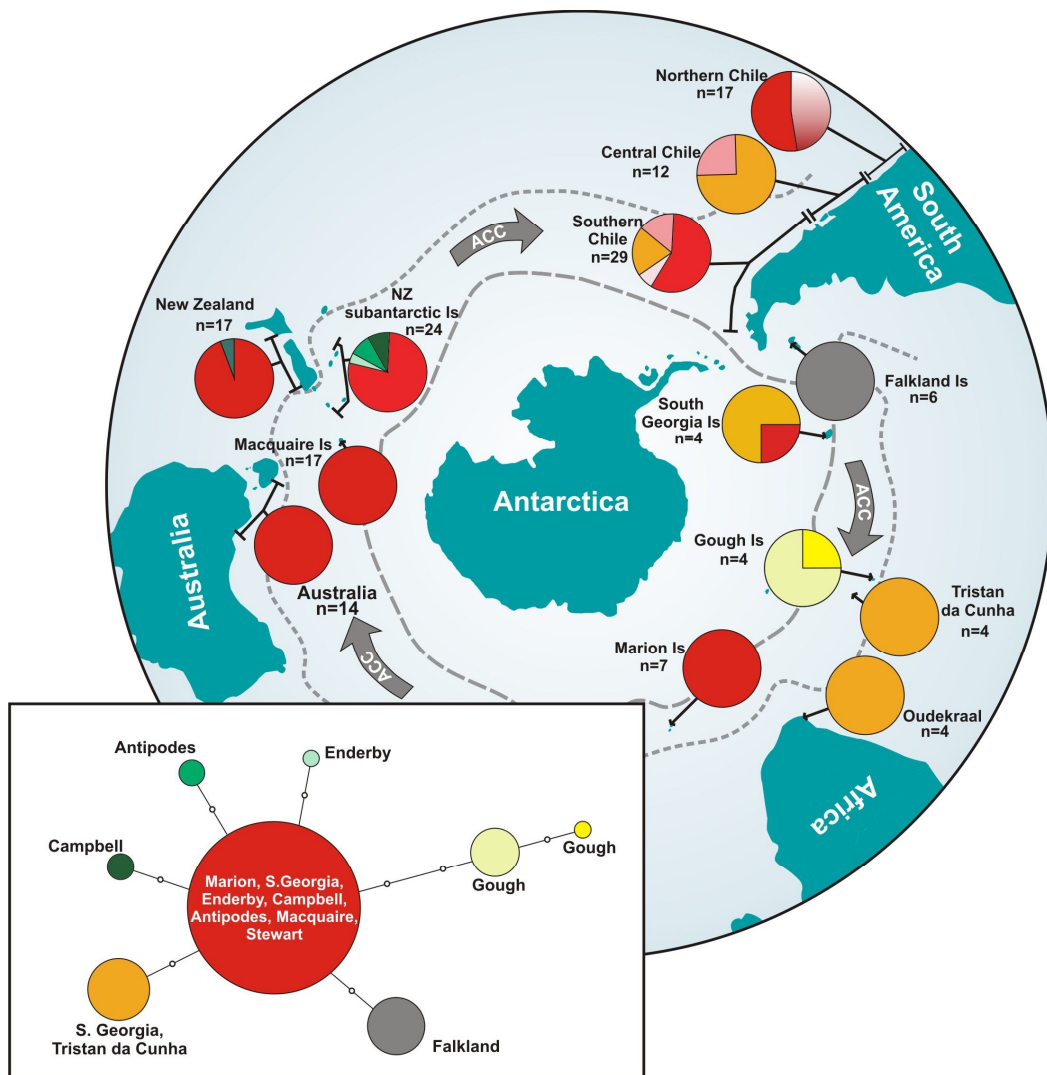 Northern Chile
n=17
Central Chile
n=12
Southern
Chile
n=29
South
America
ACC
New Zealand
n=17
NZ
subantarctic Is
n=24
Falkland Is
n=6
South
Georgia Is
n=4
Macquaire Is
n=17
Antarctica
ACC
Australia
Gough Is
n=4
Tristan
da Cunha
n=4
Australia
n=14
Marion Is
n=7
ACC
Oudekraal
n=4
Africa
Antipodes
Enderby
Campbell
Gough
Gough
Marion, S.Georgia,
Enderby, Campbell,
Antipodes, Macquaire,
Stewart
S. Georgia,
Tristan da Cunha
Falkland